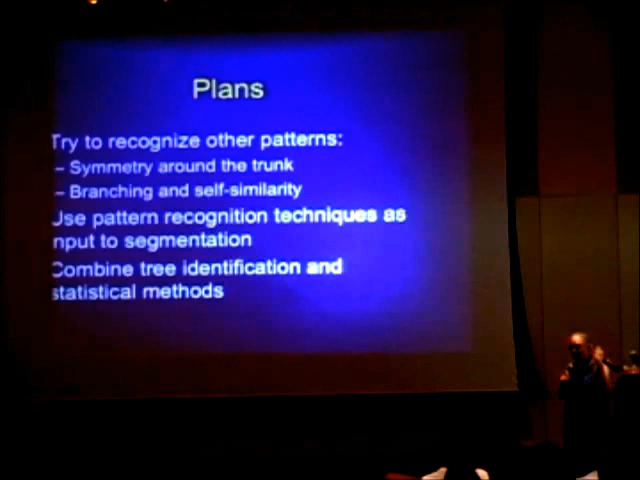 Plans
Try to recognize other patterns:
– Symmetry around the trunk
– Branching and self-similarity
Use pattern recognition techniques as
input to segmentation
Combine tree identification and
statistical methods